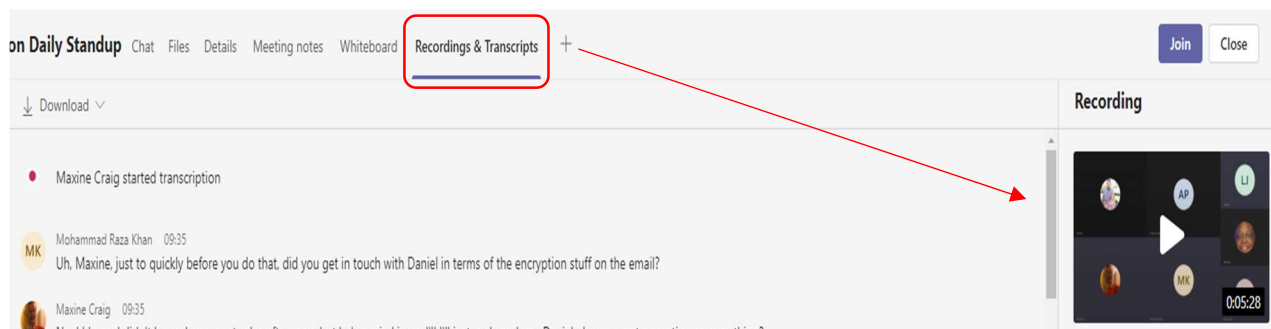 on Daily Standup Chat Files Details Meeting notes Whiteboard Recordings & Transcripts + Join Close
Download
Recording
Maxine Craig started transcription
Mohammad Raza Khan 09:35
MK
Uh, Maxine, just to quickly before you do that, did you get in touch with Daniel in terms of the encryption stuff on the email?
Maxine Craig 09:35
AP
LJ
MK
0:05:28